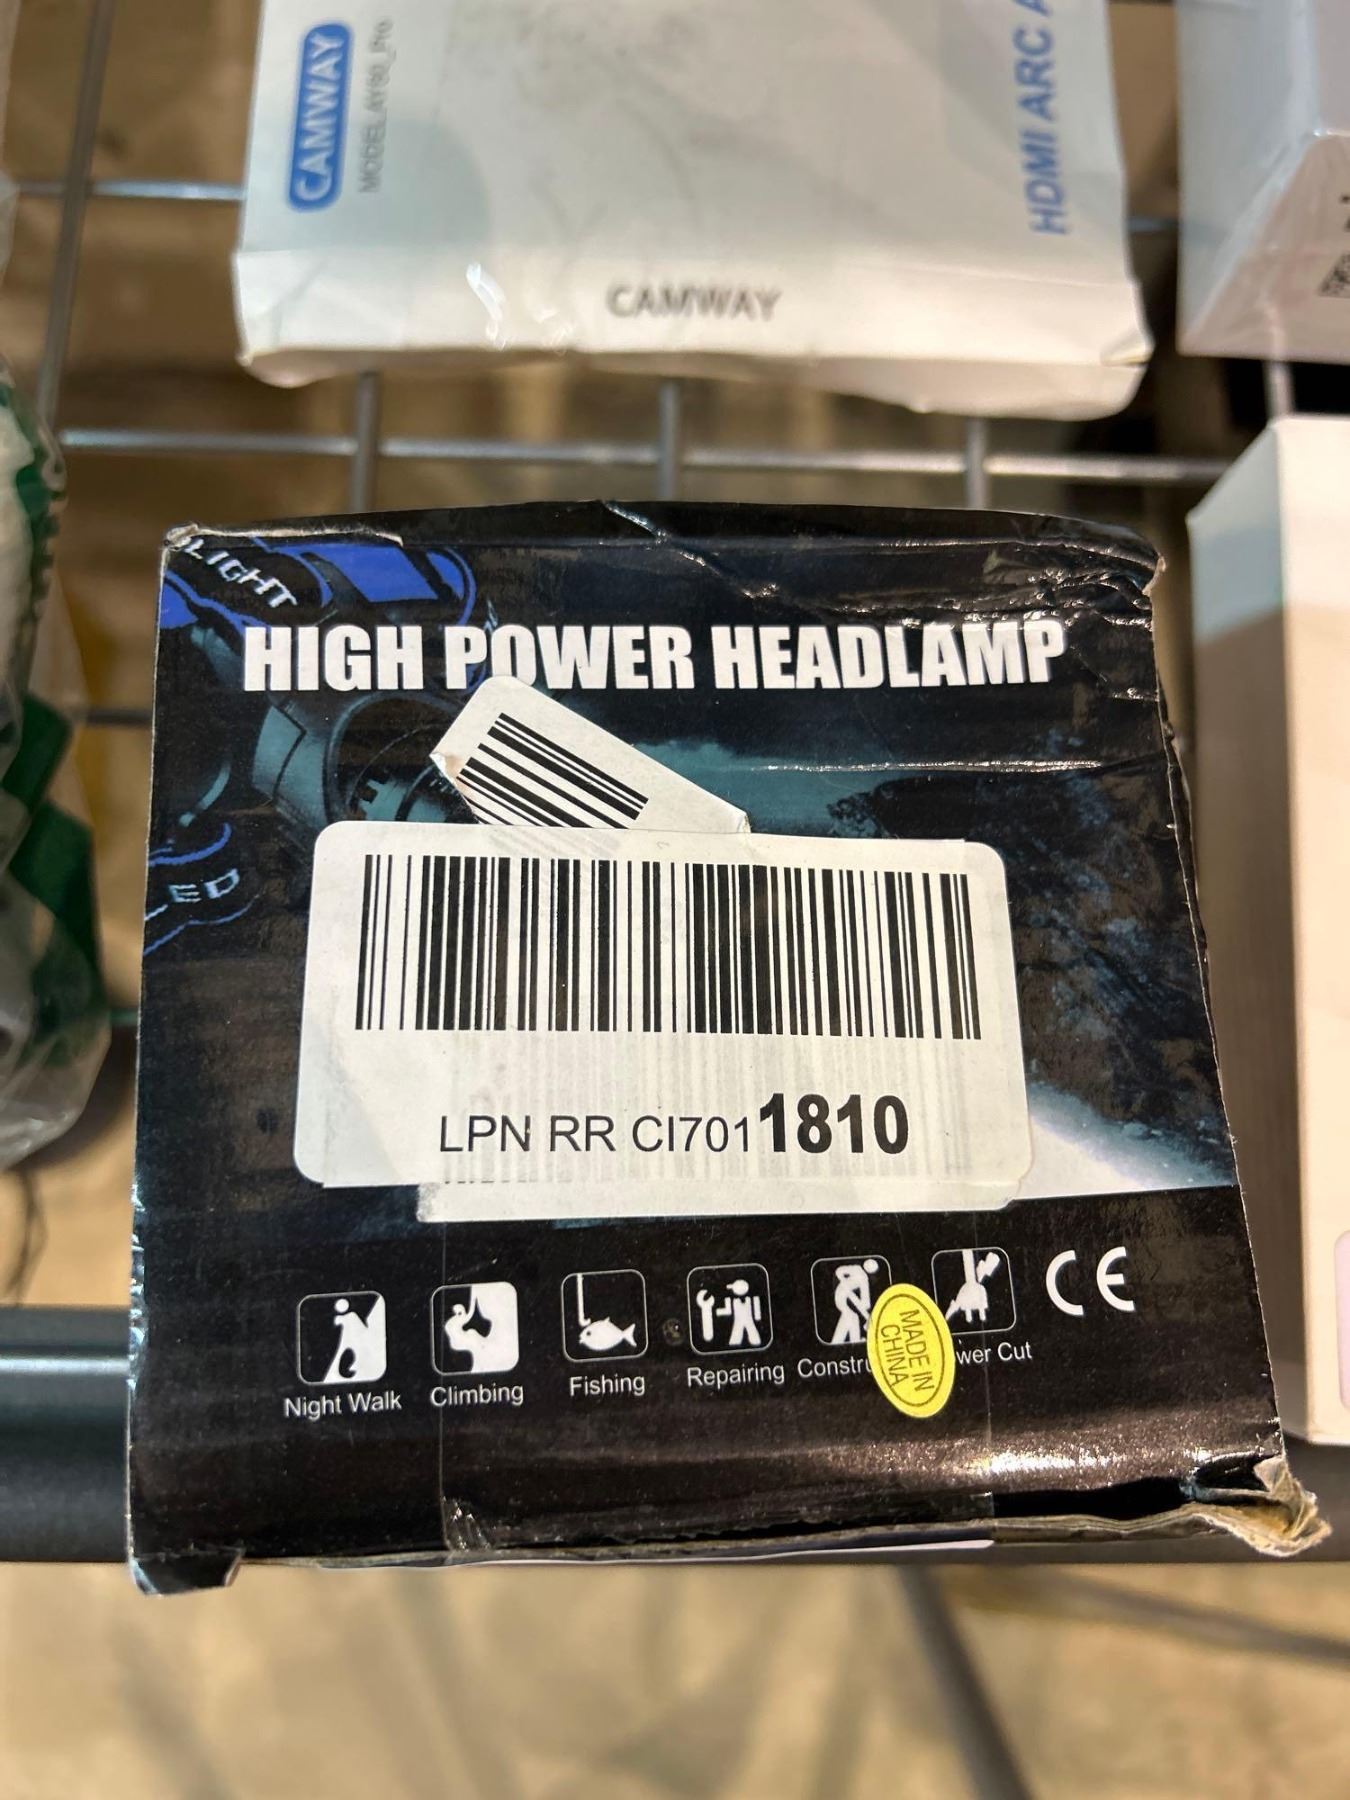 CAMWAY
MODEL:AY80_Pro
HDMI ARC
CAMWAY
LIGHT
HIGH POWER HEADLAMP
LED
LPN RR CI7011810
Night Walk
Climbing
Fishing
Repairing
Constru
wer Cut
MADE IN
CHINA
CE